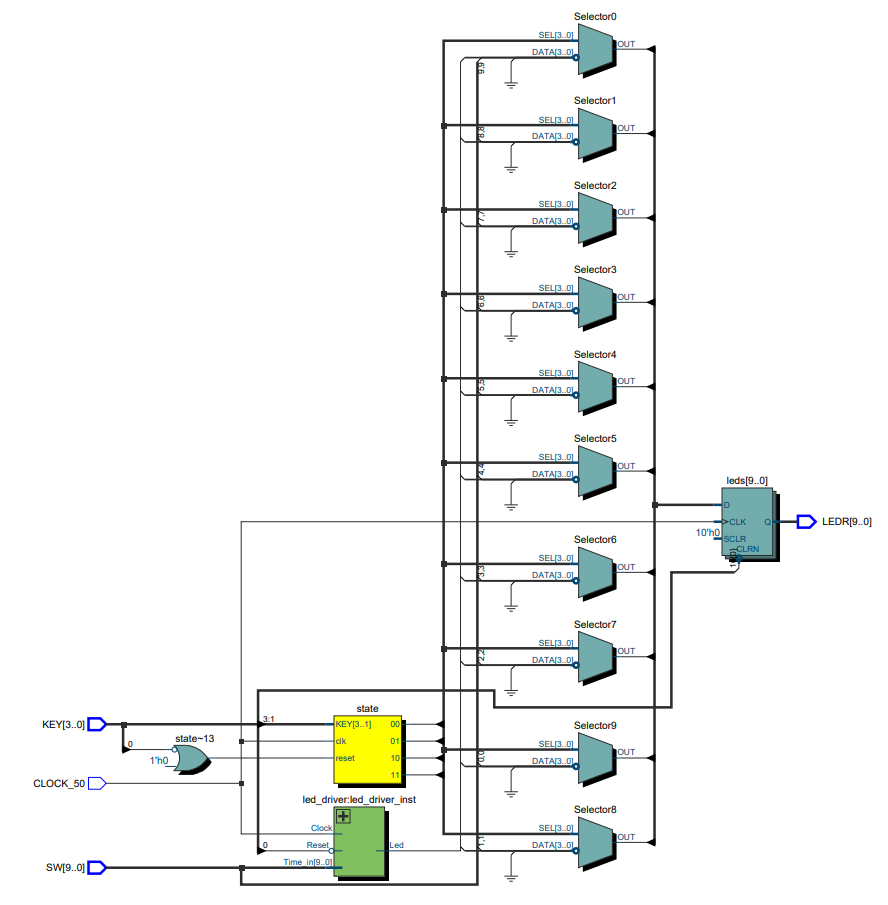 Selector0
SEL[3..0]
OUT
DATA[3..0]
9,9
Selector1
SEL[3..0]
OUT
DATA[3..0]
8,8
Selector2
SEL[3..0]
OUT
DATA[3..0]
7,7
Selector3
SEL[3..0]
OUT
DATA[3..0]
6,6
Selector4
SEL[3..0]
OUT
DATA[3..0]
5,5
Selector5
SEL[3..0]
OUT
DATA[3..0]
4,4
leds[9..0]
D
>CLK
Q
LEDR[9..0]
10'h0
SCLR
CLRN
Selector6
SEL[3..0]
OUT
DATA[3..0]
3,3
Selector7
SEL[3..0]
OUT
DATA[3..0]
2,2
state
KEY[3..0]
3:1
KEY[3..1]
00
state~13
0
clk
01
1'h0
reset
10
11
Selector9
SEL[3..0]
OUT
DATA[3..0]
0,0
CLOCK_50
led_driver:led_driver_inst
Clock
0
Reset
Led
Time_in[9..0]
SW[9..0]
Selector8
SEL[3..0]
OUT
DATA[3..0]
1,1